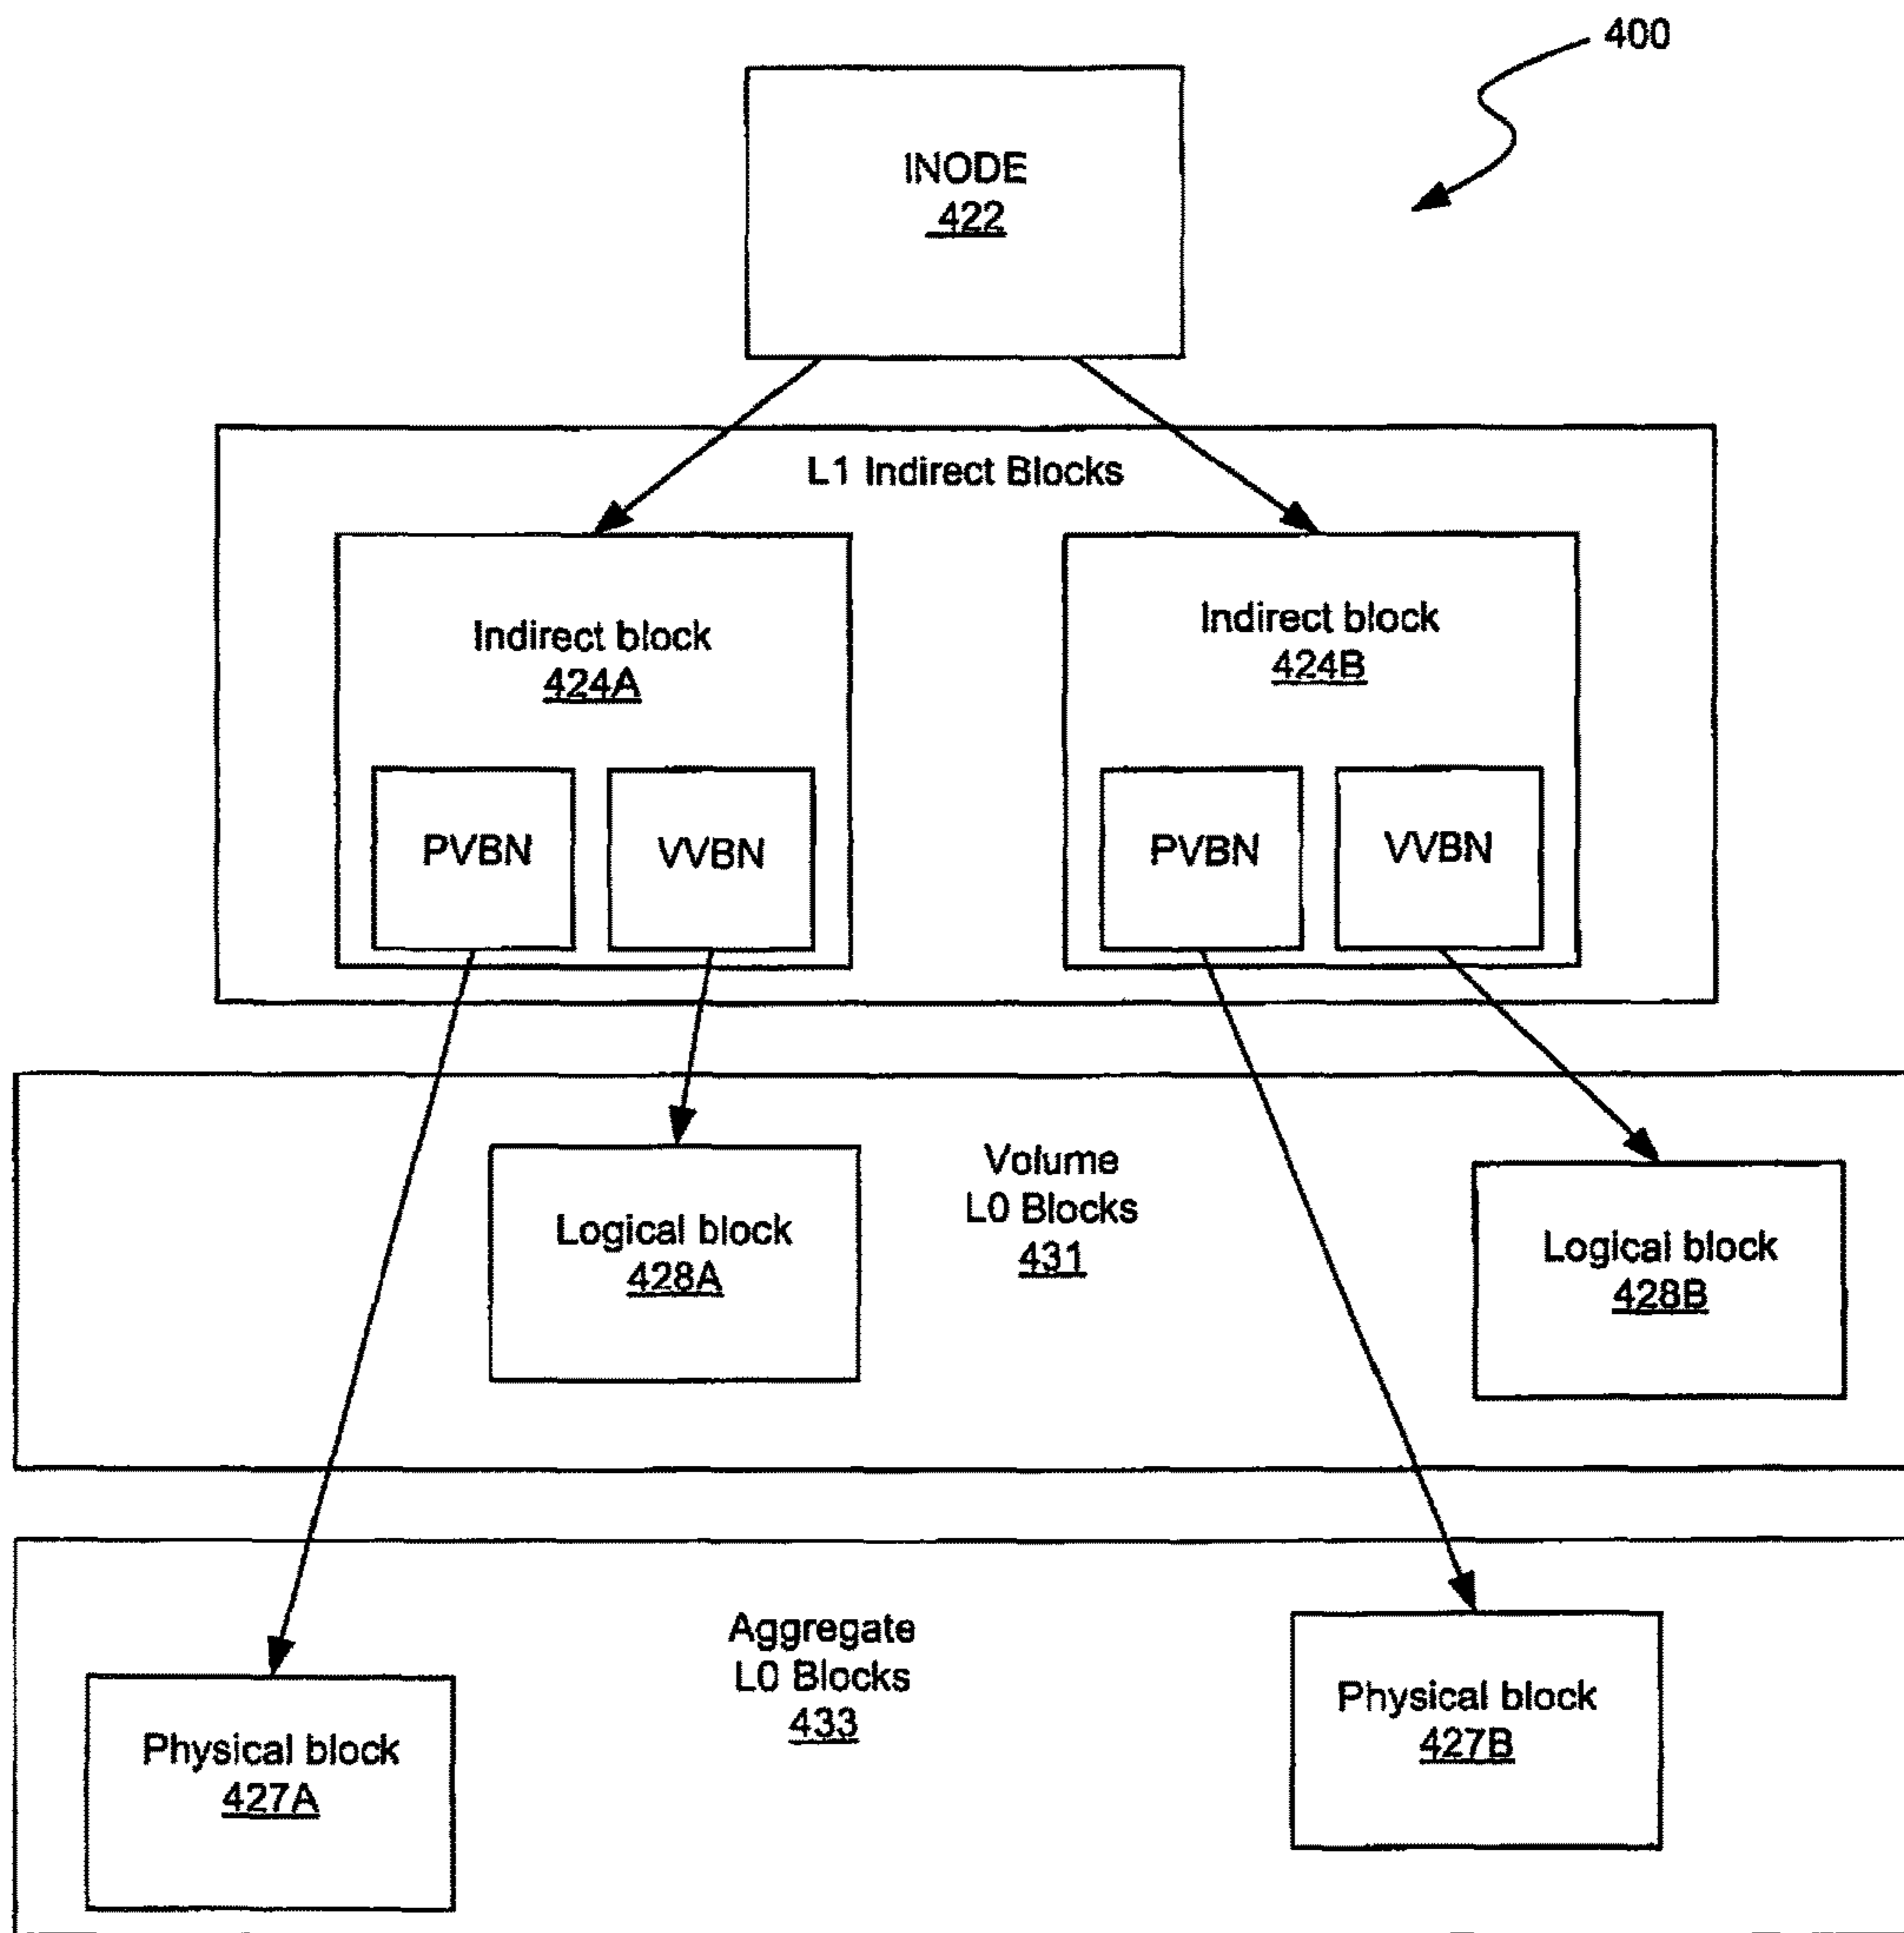 400
INODE
422
L1 Indirect Blocks
Indirect block
424A
Indirect block
424B
PVBN
VVBN
PVBN
VVBN
Logical block
428A
Volume
L0 Blocks
431
Logical block
428B
Aggregate
L0 Blocks
433
Physical block
427A
Physical block
427B